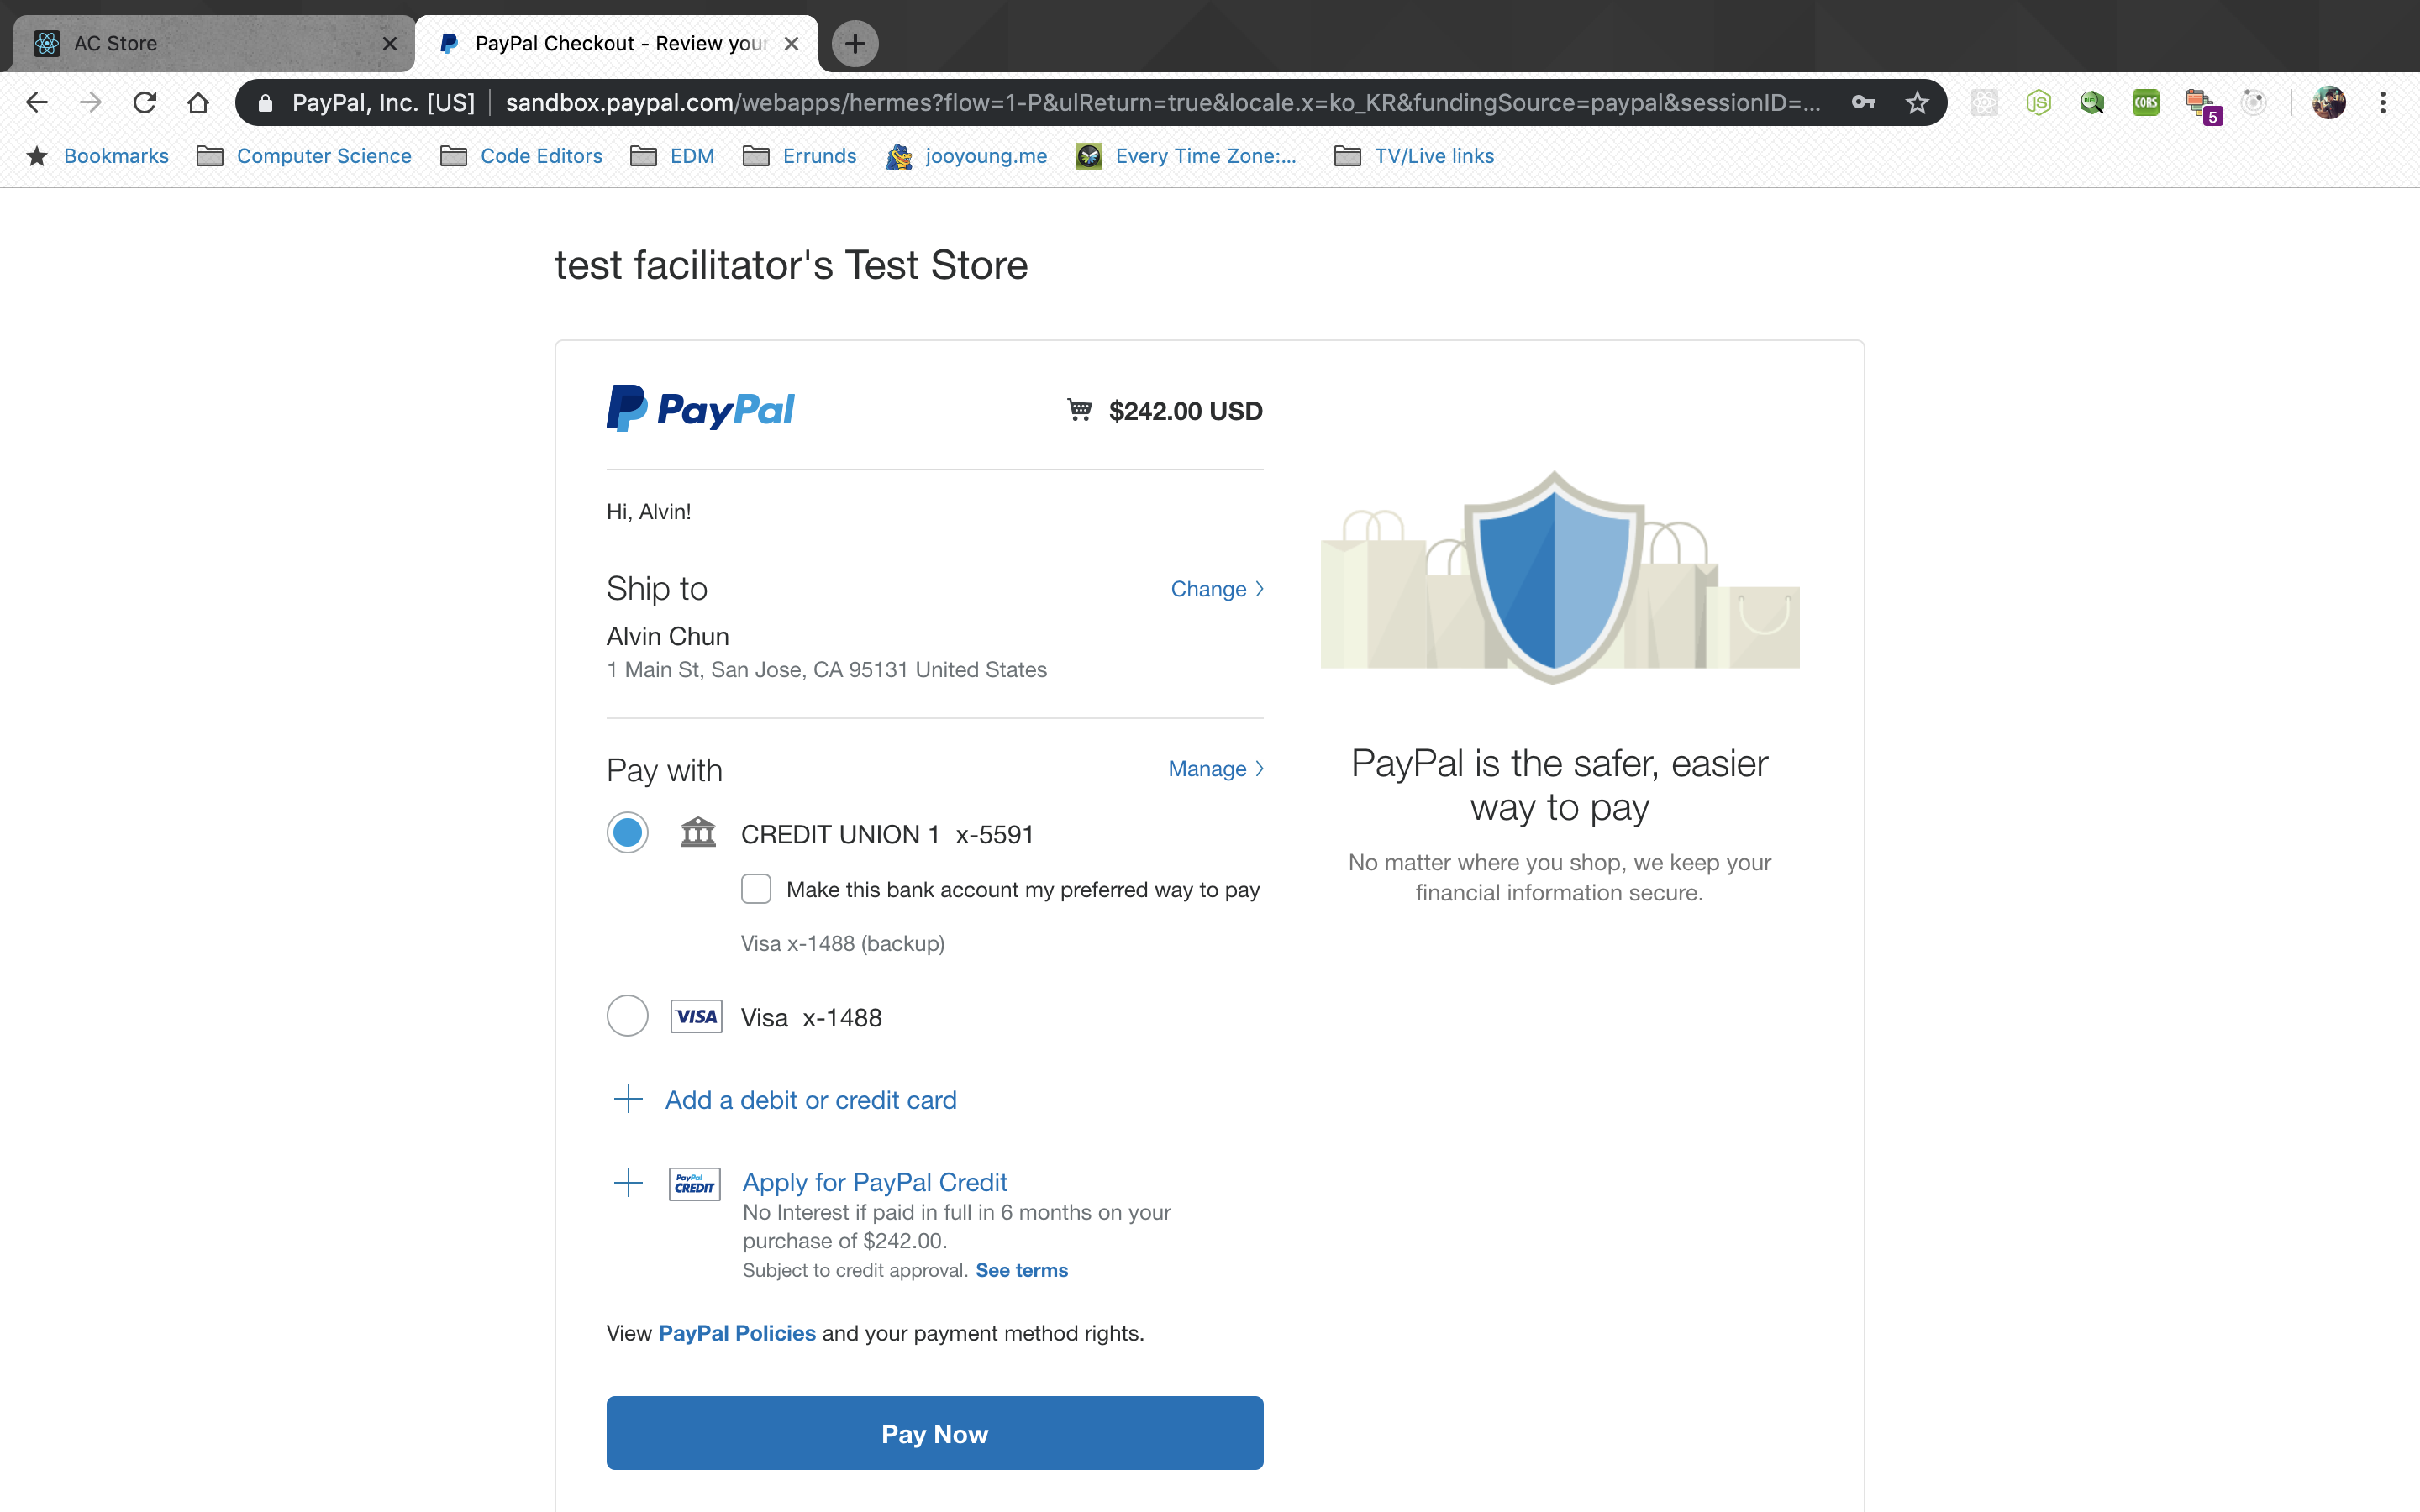 AC Store
PayPal Checkout - Review your
PayPal, Inc. [US] sandbox.paypal.com/webapps/hermes?flow=1-P&ulReturn=true&locale.x=ko_KR&fundingSource=paypal&sessionID=...
JS
CORS
5
Bookmarks Computer Science Code Editors EDM Errunds jooyoung.me Every Time Zone:... TV/Live links
test facilitator's Test Store
PayPal $242.00 USD
Hi, Alvin!
Ship to Change
Alvin Chun
1 Main St, San Jose, CA 95131 United States
Pay with Manage
CREDIT UNION 1 x-5591
Make this bank account my preferred way to pay
Visa x-1488 (backup)
VISA Visa x-1488
Add a debit or credit card
PayPal CREDIT Apply for PayPal Credit
No Interest if paid in full in 6 months on your
purchase of $242.00.
Subject to credit approval. See terms
View PayPal Policies and your payment method rights.
Pay Now
PayPal is the safer, easier
way to pay
No matter where you shop, we keep your
financial information secure.